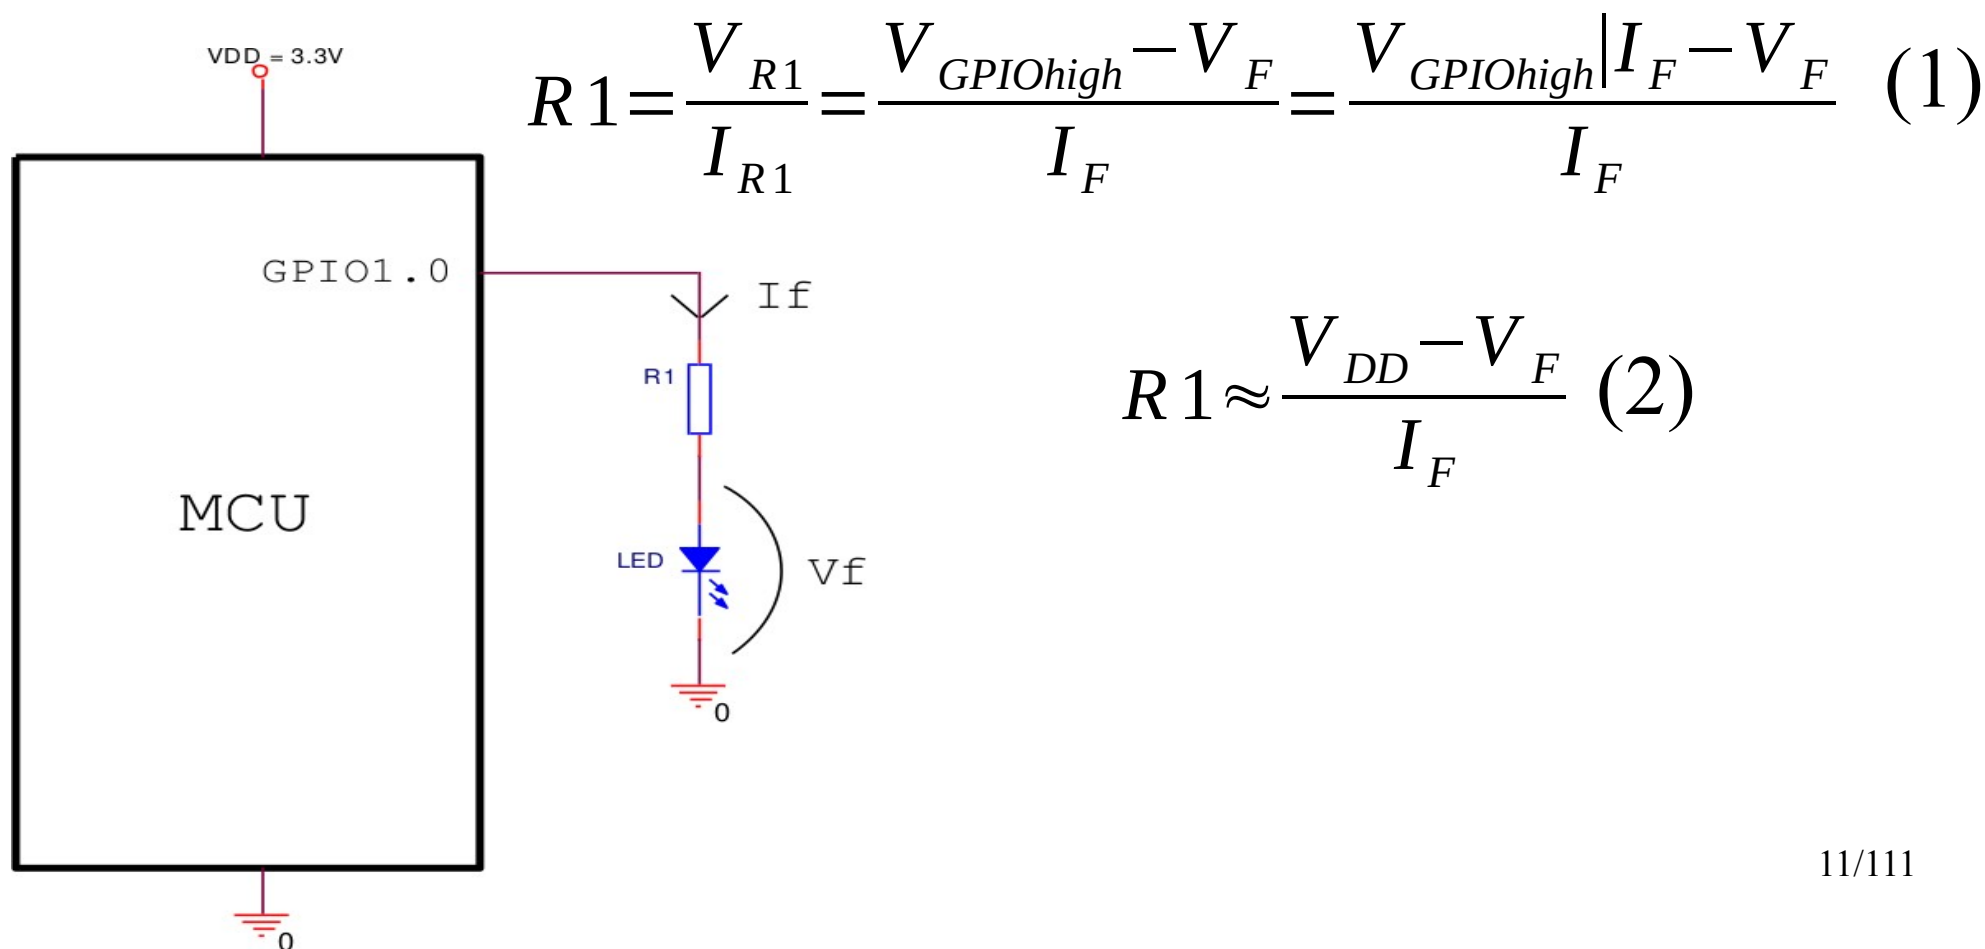 VDD = 3.3V
R1 = V_R1 / I_R1 = (V_GPIOhigh − V_F) / I_F = (V_GPIOhigh|I_F − V_F) / I_F (1)
GPIO1.0
If
R1
R1 ≈ (V_DD − V_F) / I_F (2)
MCU
LED
Vf
0
11/111
0